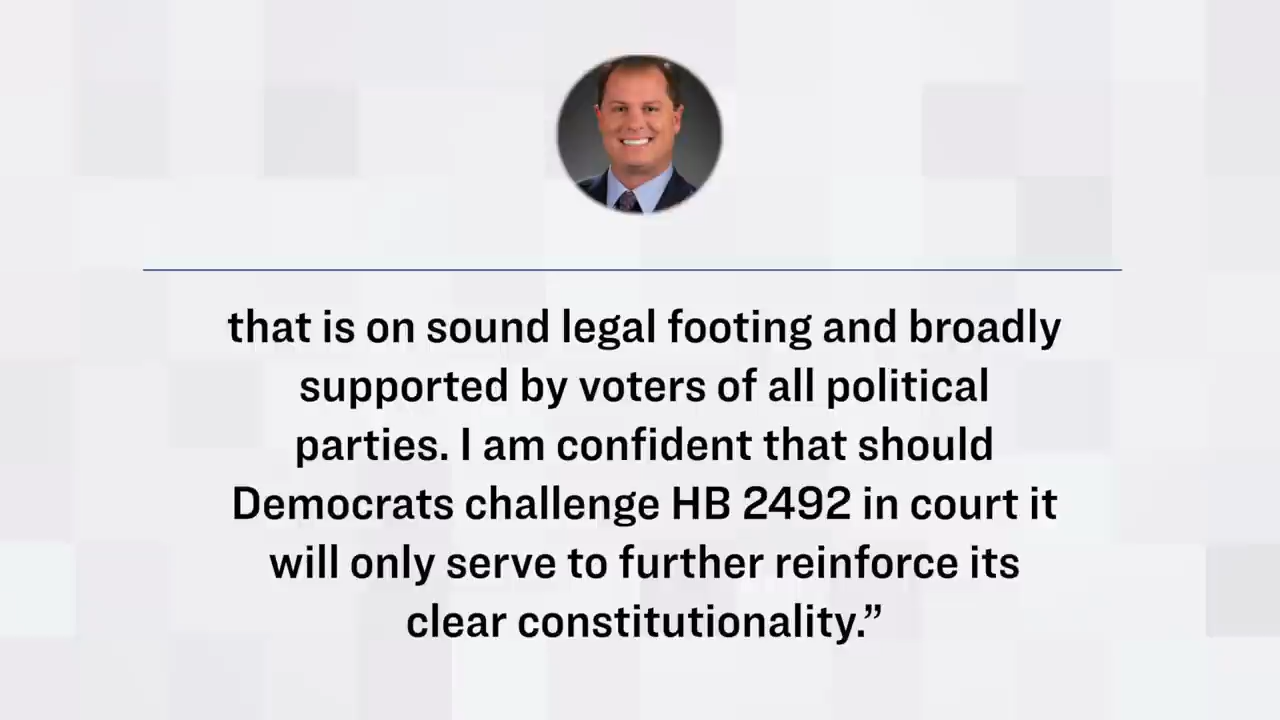 that is on sound legal footing and broadly
supported by voters of all political
parties. I am confident that should
Democrats challenge HB 2492 in court it
will only serve to further reinforce its
clear constitutionality.”